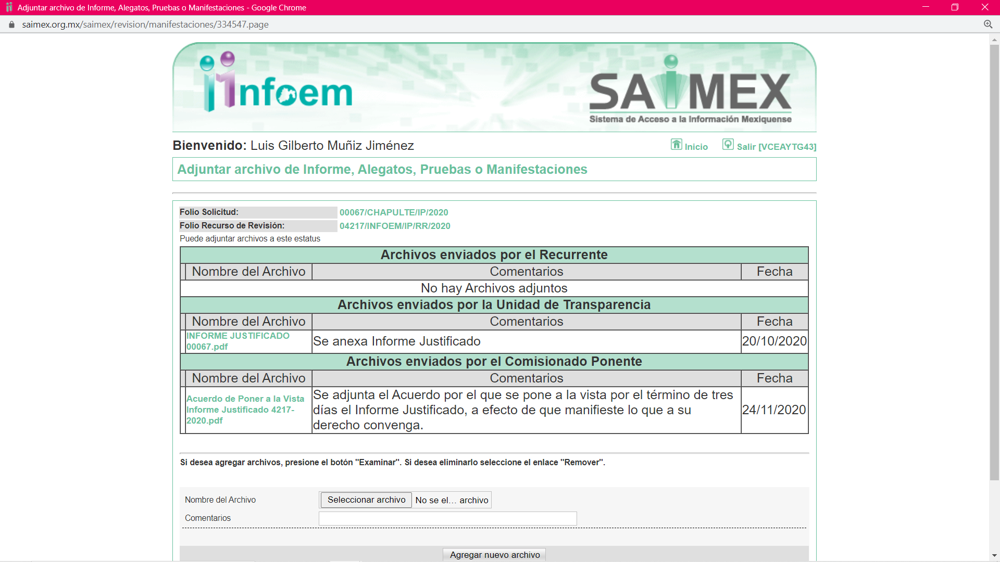 Adjuntar archivo de Informe, Alegatos, Pruebas o Manifestaciones - Google Chrome
saimex.org.mx/saimex/revision/manifestaciones/334547.page
infoem
SAIMEX
Sistema de Acceso a la Información Mexiquense
Bienvenido: Luis Gilberto Muñiz Jiménez
Inicio Salir [VCEAYTG43]
Adjuntar archivo de Informe, Alegatos, Pruebas o Manifestaciones
Folio Solicitud: 00067/CHAPULTE/IP/2020
Folio Recurso de Revisión: 04217/INFOEM/IP/RR/2020
Puede adjuntar archivos a este estatus
Archivos enviados por el Recurrente
Nombre del Archivo Comentarios Fecha
No hay Archivos adjuntos
Archivos enviados por la Unidad de Transparencia
Nombre del Archivo Comentarios Fecha
INFORME JUSTIFICADO
00067.pdf
Se anexa Informe Justificado
20/10/2020
Archivos enviados por el Comisionado Ponente
Nombre del Archivo Comentarios Fecha
Acuerdo de Poner a la Vista
Informe Justificado 4217-
2020.pdf
Se adjunta el Acuerdo por el que se pone a la vista por el término de tres
días el Informe Justificado, a efecto de que manifieste lo que a su
derecho convenga.
24/11/2020
Si desea agregar archivos, presione el botón "Examinar". Si desea eliminarlo seleccione el enlace "Remover".
Nombre del Archivo Seleccionar archivo No se el... archivo
Comentarios
Agregar nuevo archivo